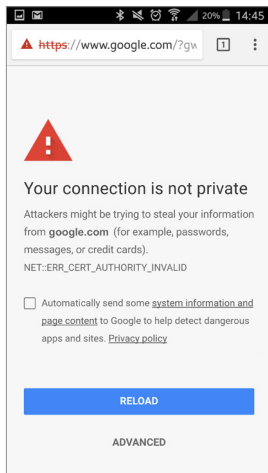 20% 14:45
https://www.google.com/?gw
1
Your connection is not private
Attackers might be trying to steal your information
from google.com (for example, passwords,
messages, or credit cards).
NET::ERR_CERT_AUTHORITY_INVALID
Automatically send some system information and
page content to Google to help detect dangerous
apps and sites. Privacy policy
RELOAD
ADVANCED